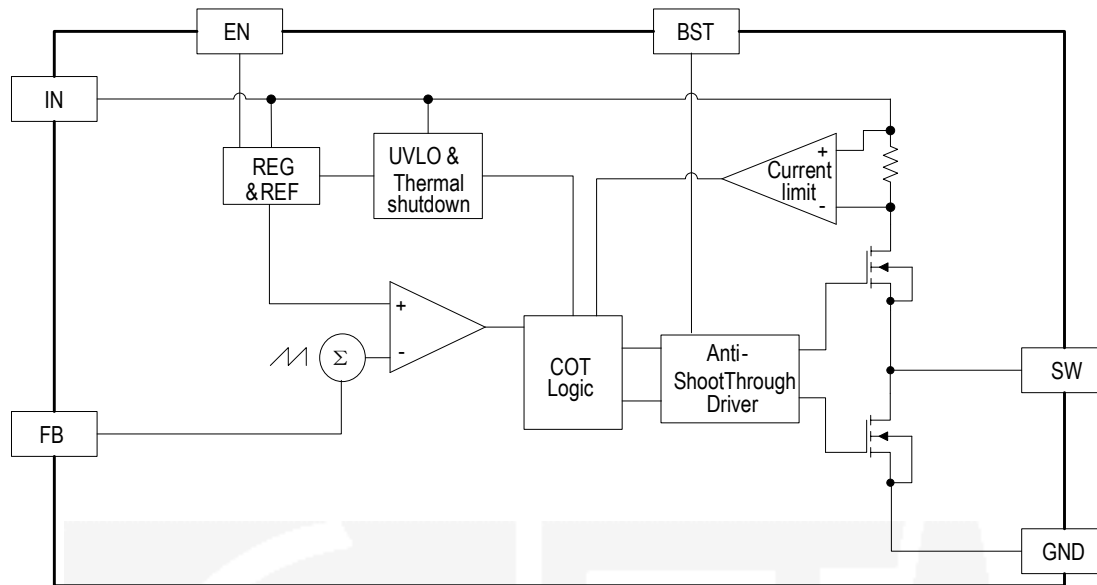 EN
BST
IN
REG
&REF
UVLO &
Thermal
shutdown
+
Current
limit
-
+
-
Σ
COT
Logic
Anti-
ShootThrough
Driver
SW
FB
GND